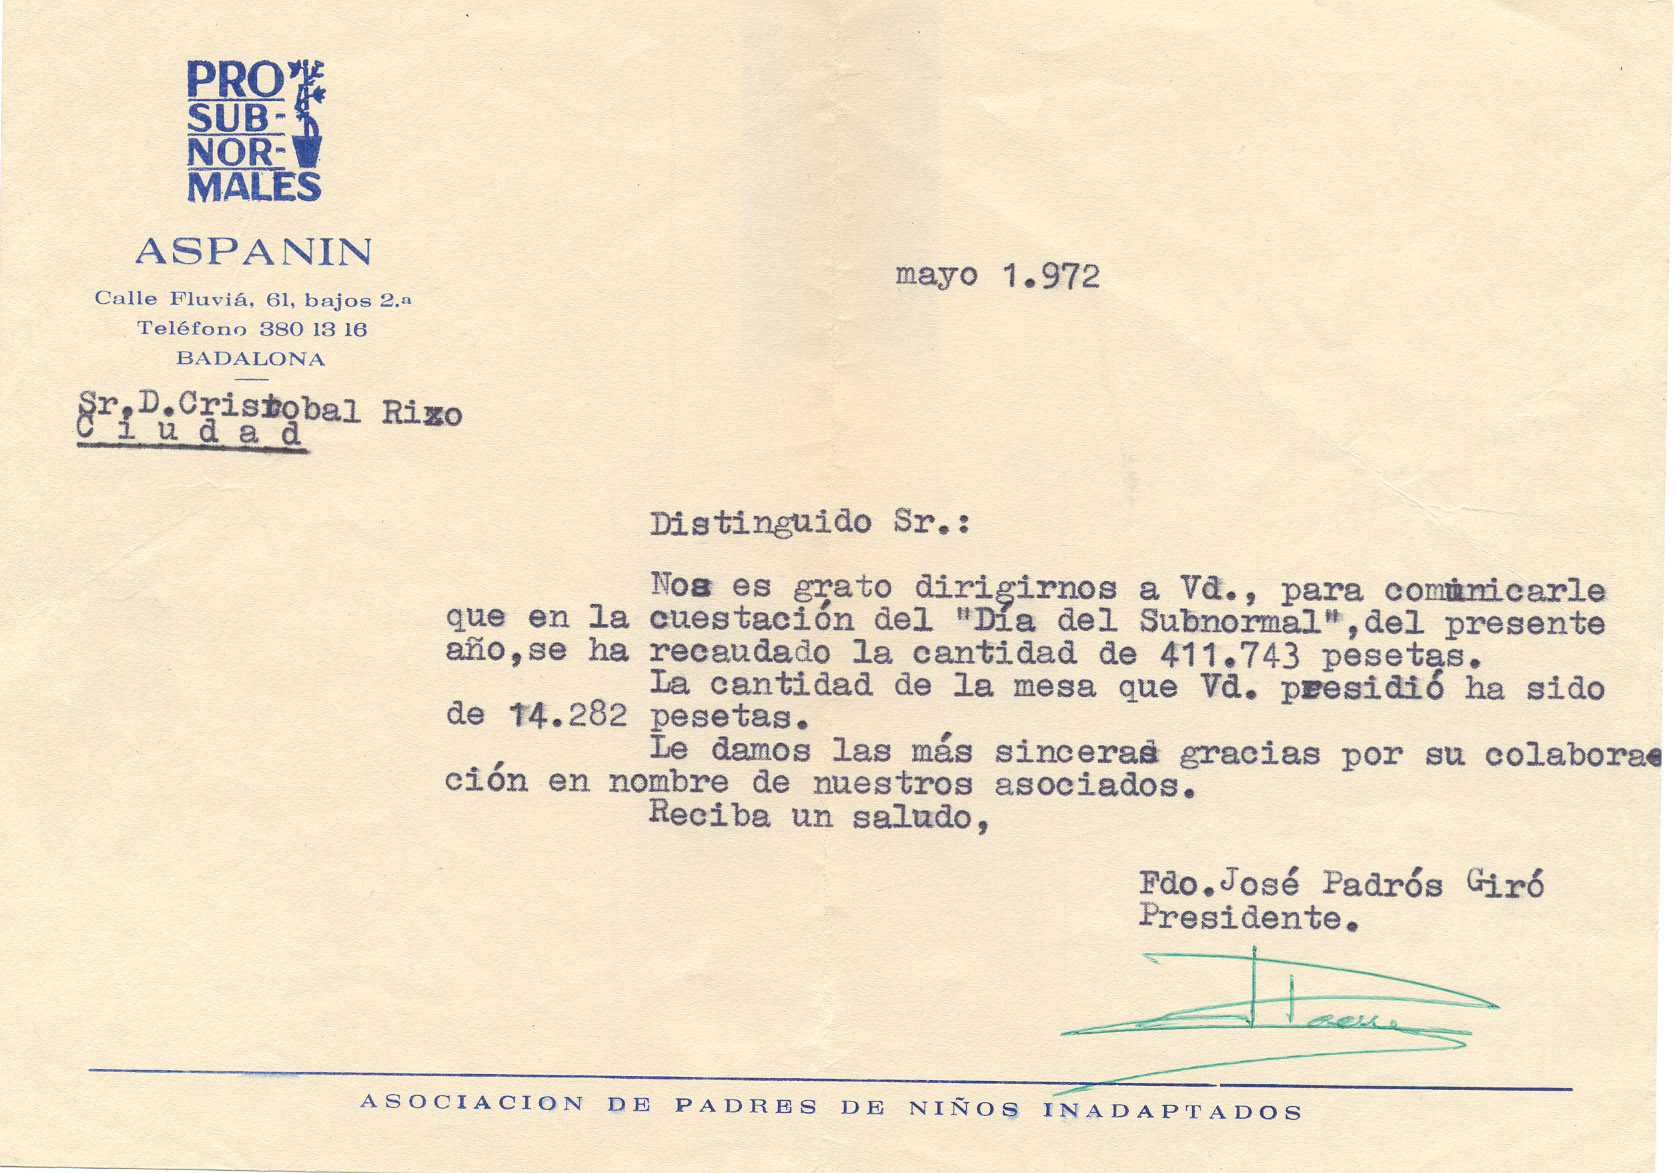 PRO
SUB-
NOR-
MALES
ASPANIN
Calle Fluviá, 61, bajos 2.ª
Teléfono 380 13 16
BADALONA
mayo 1.972
Sr.D.Cristobal Rizo
C i u d a d
Distinguido Sr.:
Nos es grato dirigirnos a Vd., para comunicarle
que en la cuestación del "Día del Subnormal",del presente
año,se ha recaudado la cantidad de 411.743 pesetas.
La cantidad de la mesa que Vd. presidió ha sido
de 14.282 pesetas.
Le damos las más sinceras gracias por su colabora-
ción en nombre de nuestros asociados.
Reciba un saludo,
Fdo.José Padrós Giró
Presidente.
ASOCIACION DE PADRES DE NIÑOS INADAPTADOS